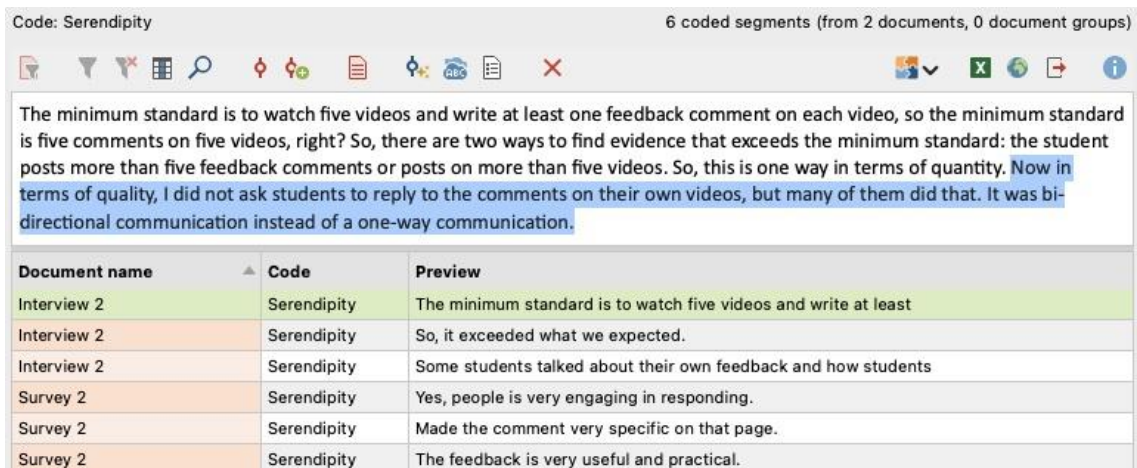 Code: Serendipity 6 coded segments (from 2 documents, 0 document groups)
ABC X
The minimum standard is to watch five videos and write at least one feedback comment on each video, so the minimum standard
is five comments on five videos, right? So, there are two ways to find evidence that exceeds the minimum standard: the student
posts more than five feedback comments or posts on more than five videos. So, this is one way in terms of quantity. Now in
terms of quality, I did not ask students to reply to the comments on their own videos, but many of them did that. It was bi-
directional communication instead of a one-way communication.
Document name Code Preview
Interview 2 Serendipity The minimum standard is to watch five videos and write at least
Interview 2 Serendipity So, it exceeded what we expected.
Interview 2 Serendipity Some students talked about their own feedback and how students
Survey 2 Serendipity Yes, people is very engaging in responding.
Survey 2 Serendipity Made the comment very specific on that page.
Survey 2 Serendipity The feedback is very useful and practical.